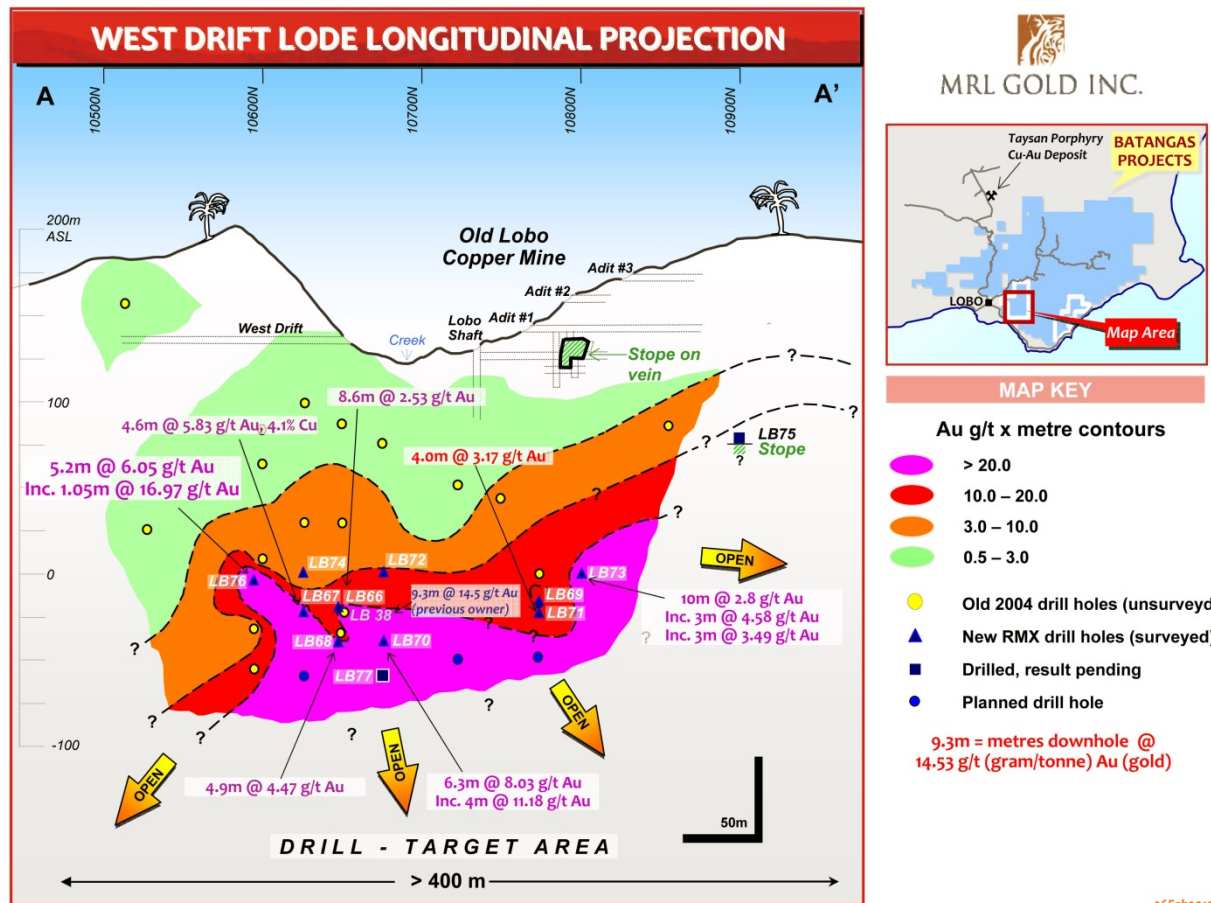 WEST DRIFT LODE LONGITUDINAL PROJECTION
A
A’
10500N
10600N
10700N
10800N
10900N
200m
ASL
Old Lobo
Copper Mine
Adit #3
Adit #2
Adit #1
Lobo
Shaft
West Drift
Creek
Stope on
vein
?
100
8.6m @ 2.53 g/t Au
4.6m @ 5.83 g/t Au, 4.1% Cu
5.2m @ 6.05 g/t Au
Inc. 1.05m @ 16.97 g/t Au
4.0m @ 3.17 g/t Au
?
?
?
LB75
Stope
?
?
?
?
OPEN
0
LB76
LB74
LB72
LB73
LB67
LB66
LB 38
9.3m @ 14.5 g/t Au
(previous owner)
LB69
LB71
10m @ 2.8 g/t Au
Inc. 3m @ 4.58 g/t Au
Inc. 3m @ 3.49 g/t Au
LB68
LB70
LB77
?
?
?
?
?
?
?
OPEN
OPEN
OPEN
-100
4.9m @ 4.47 g/t Au
6.3m @ 8.03 g/t Au
Inc. 4m @ 11.18 g/t Au
50m
DRILL - TARGET AREA
> 400 m
MRL GOLD INC.
Taysan Porphyry
Cu-Au Deposit
BATANGAS
PROJECTS
LOBO
Map Area
MAP KEY
Au g/t x metre contours
> 20.0
10.0 – 20.0
3.0 – 10.0
0.5 – 3.0
Old 2004 drill holes (unsurveyd
New RMX drill holes (surveyed)
Drilled, result pending
Planned drill hole
9.3m = metres downhole @
14.53 g/t (gram/tonne) Au (gold)